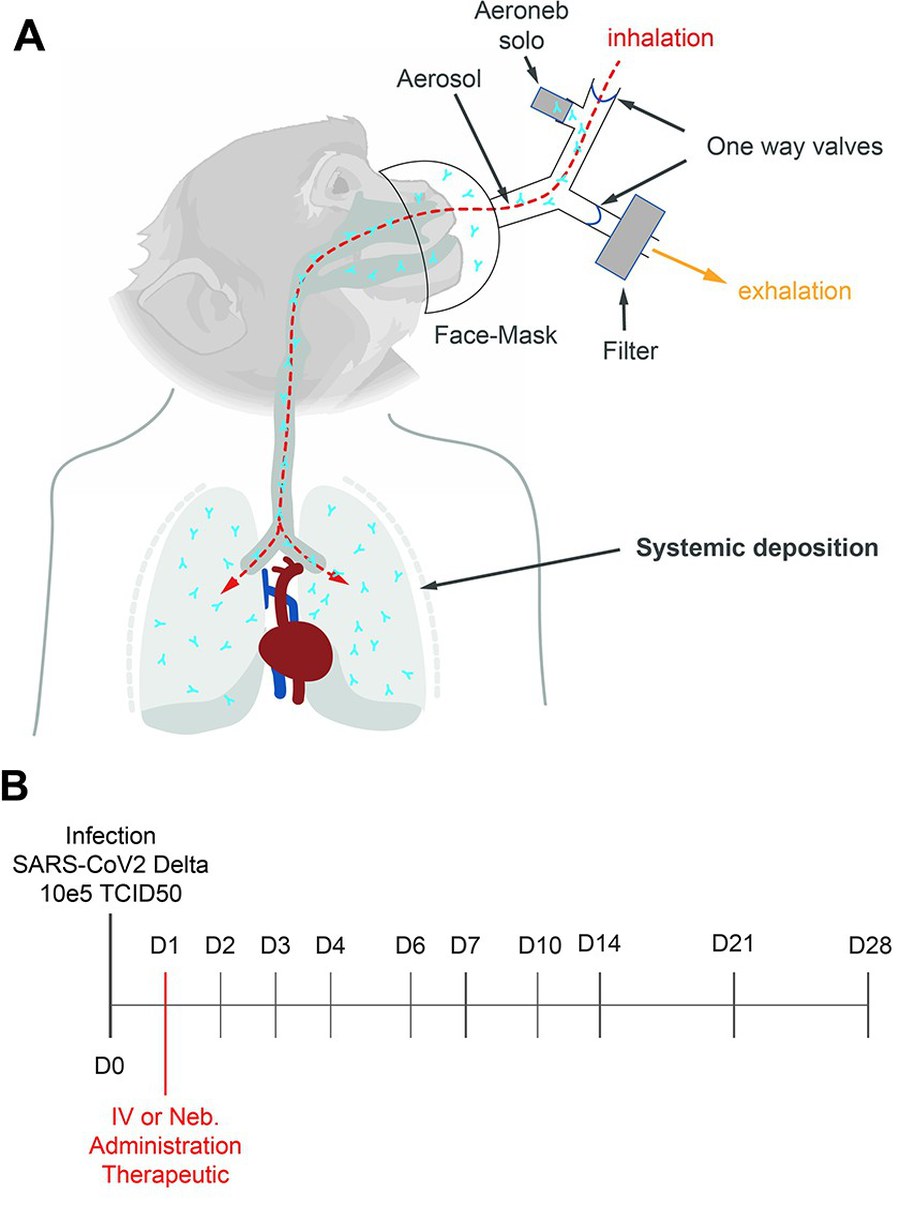 A
Aeroneb
solo
inhalation
Aerosol
One way valves
exhalation
Face-Mask
Filter
Systemic deposition
B
Infection
SARS-CoV2 Delta
10e5 TCID50
D1 D2 D3 D4 D6 D7 D10 D14 D21 D28
D0
IV or Neb.
Administration
Therapeutic